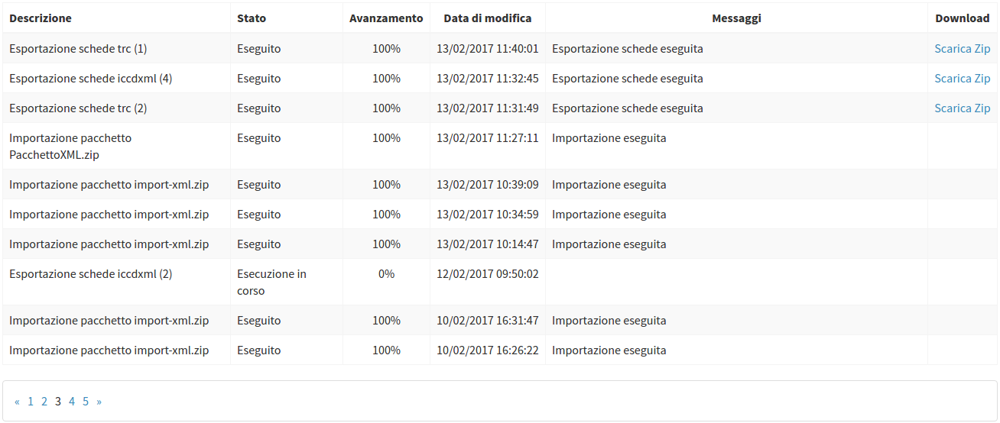 Descrizione Stato Avanzamento Data di modifica Messaggi Download
Esportazione schede trc (1) Eseguito 100% 13/02/2017 11:40:01 Esportazione schede eseguita Scarica Zip
Esportazione schede iccdxml (4) Eseguito 100% 13/02/2017 11:32:45 Esportazione schede eseguita Scarica Zip
Esportazione schede trc (2) Eseguito 100% 13/02/2017 11:31:49 Esportazione schede eseguita Scarica Zip
Importazione pacchetto Eseguito 100% 13/02/2017 11:27:11 Importazione eseguita
PacchettoXML.zip
Importazione pacchetto import-xml.zip Eseguito 100% 13/02/2017 10:39:09 Importazione eseguita
Importazione pacchetto import-xml.zip Eseguito 100% 13/02/2017 10:34:59 Importazione eseguita
Importazione pacchetto import-xml.zip Eseguito 100% 13/02/2017 10:14:47 Importazione eseguita
Esportazione schede iccdxml (2) Esecuzione in 0% 12/02/2017 09:50:02
corso
Importazione pacchetto import-xml.zip Eseguito 100% 10/02/2017 16:31:47 Importazione eseguita
Importazione pacchetto import-xml.zip Eseguito 100% 10/02/2017 16:26:22 Importazione eseguita
« 1 2 3 4 5 »